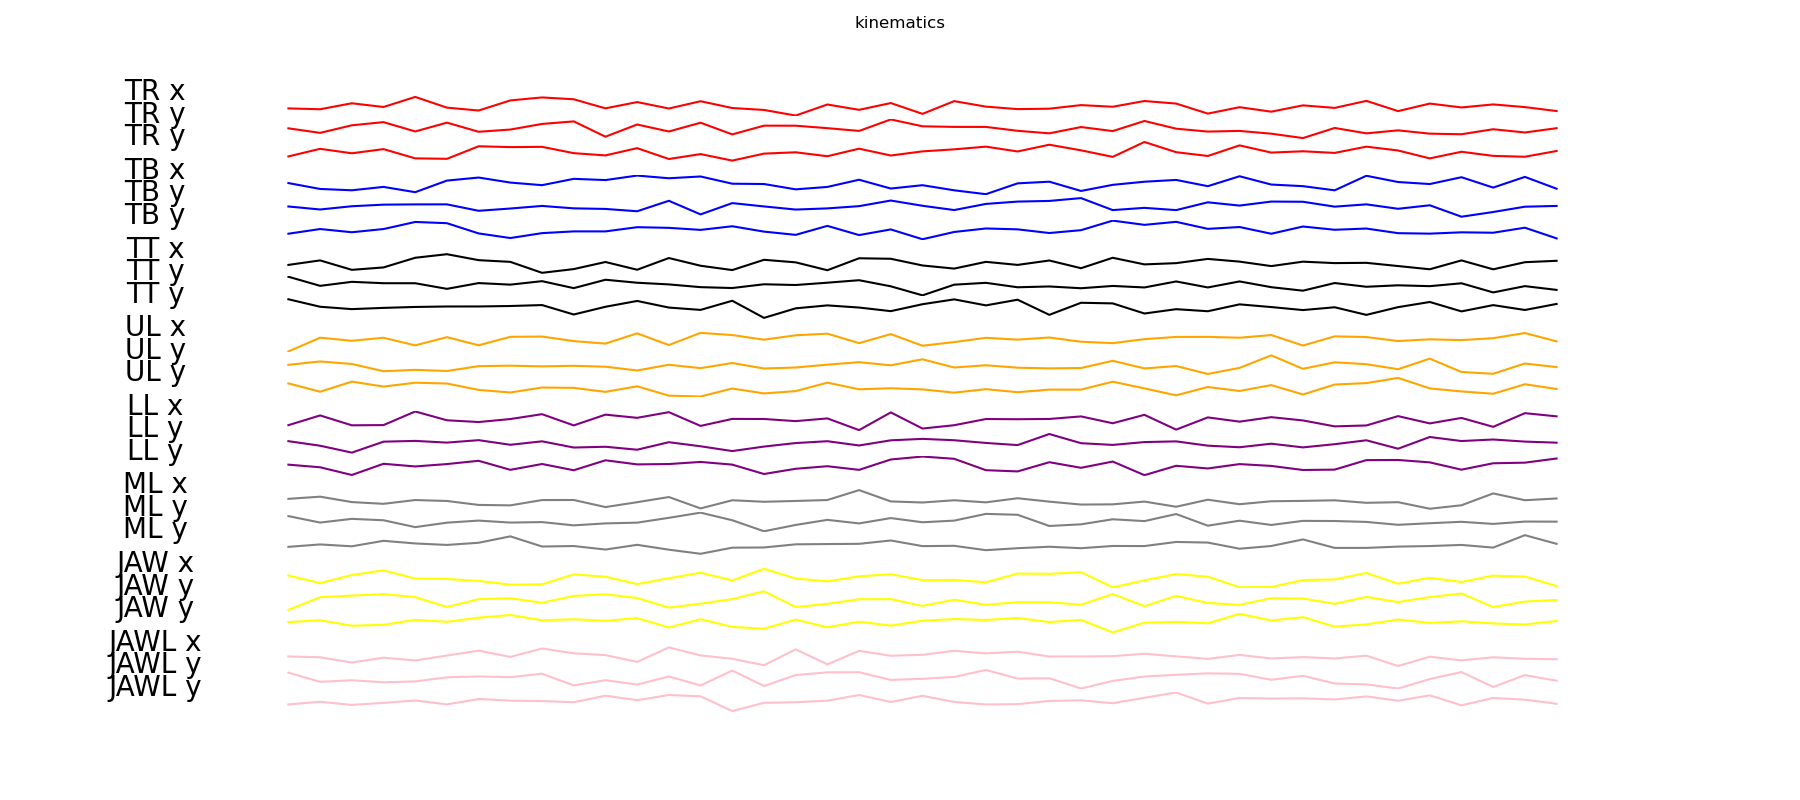 kinematics
TR x
TR y
TR y
TB x
TB y
TB y
TT x
TT y
TT y
UL x
UL y
UL y
LL x
LL y
LL y
ML x
ML y
ML y
JAW x
JAW y
JAW y
JAWL x
JAWL y
JAWL y